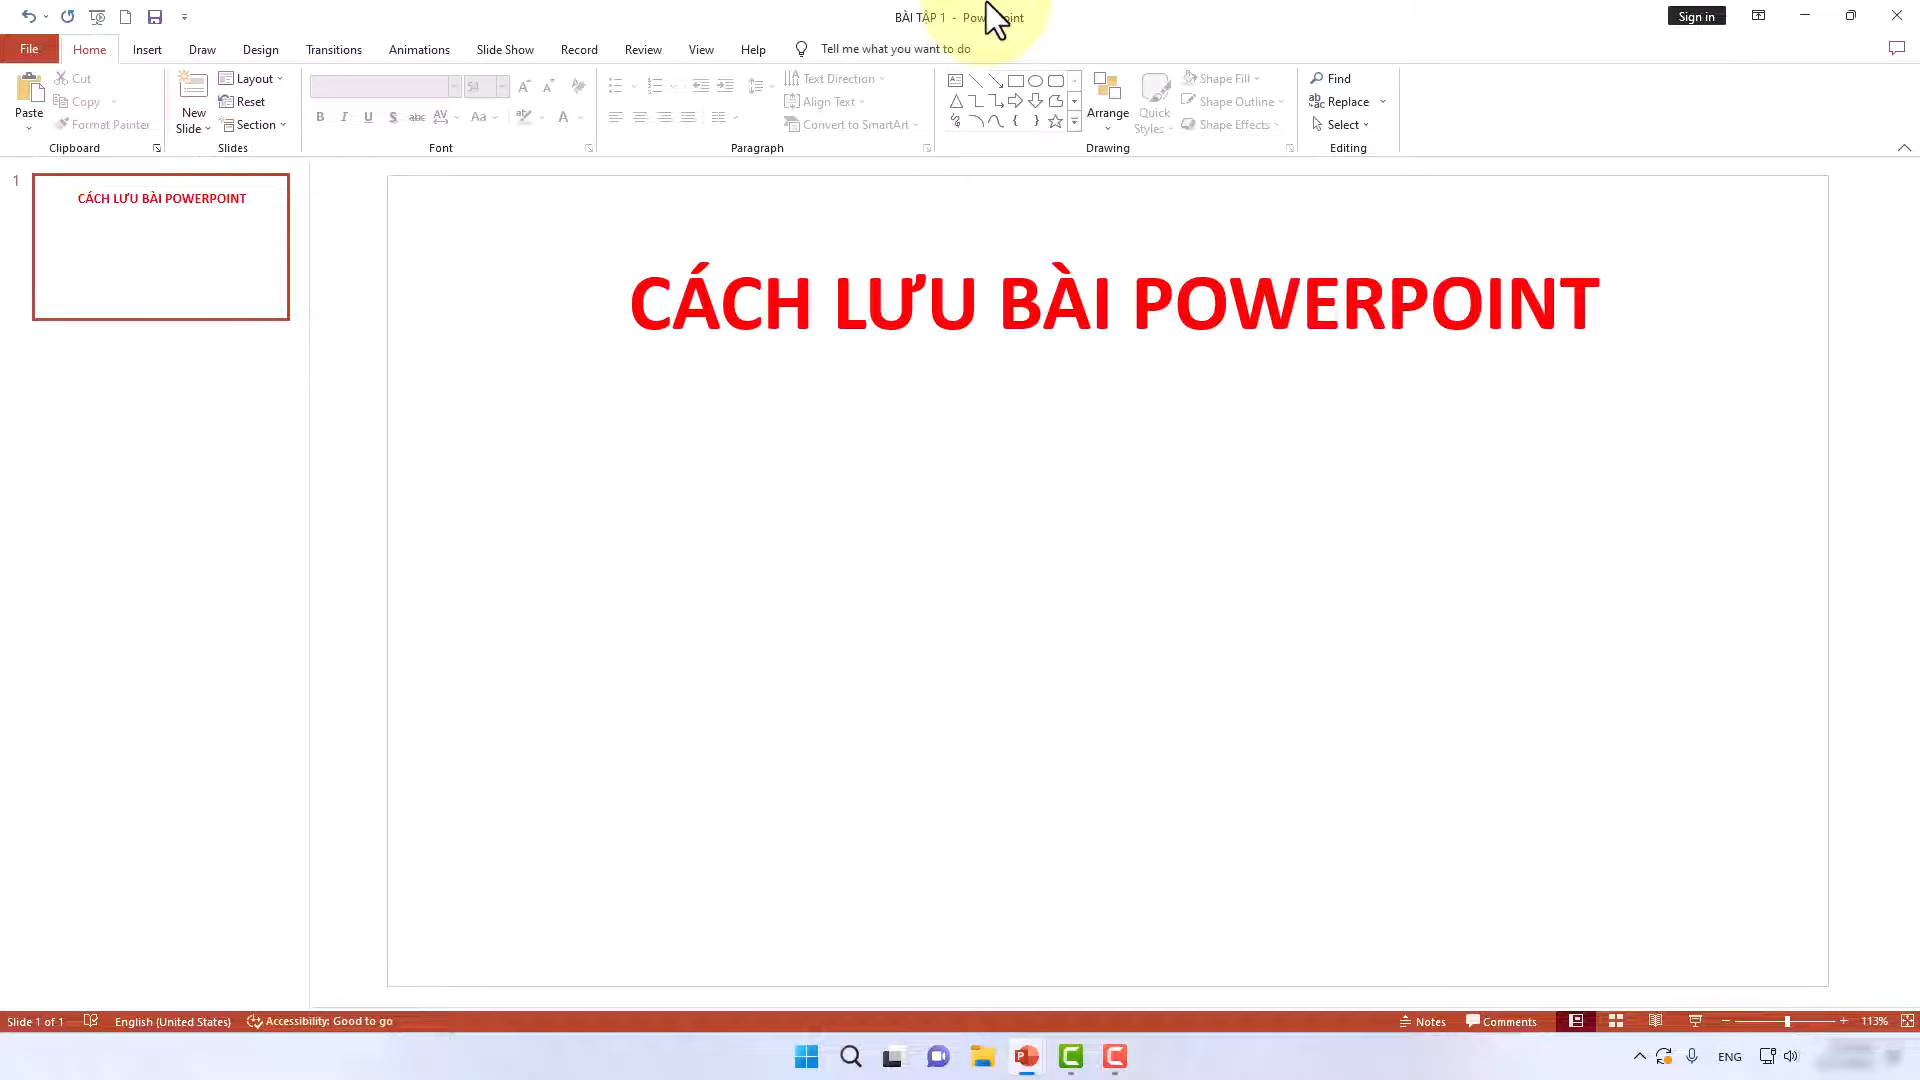 BÀI TẬP 1 -
Sign in
File
Home
Insert
Draw
Design
Transitions
Animations
Slide Show
Record
Review
View
Help
Tell me what you want to do
Paste
Cut
Copy
Format Painter
Clipboard
New
Slide
Layout
Reset
Section
Slides
54
Font
Text Direction
Align Text
Convert to SmartArt
Paragraph
Arrange
Quick
Styles
Shape Fill
Shape Outline
Shape Effects
Drawing
Find
Replace
Select
Editing
1
CÁCH LƯU BÀI POWERPOINT
CÁCH LƯU BÀI POWERPOINT
Slide 1 of 1
English (United States)
Accessibility: Good to go
Notes
Comments
113%
ENG